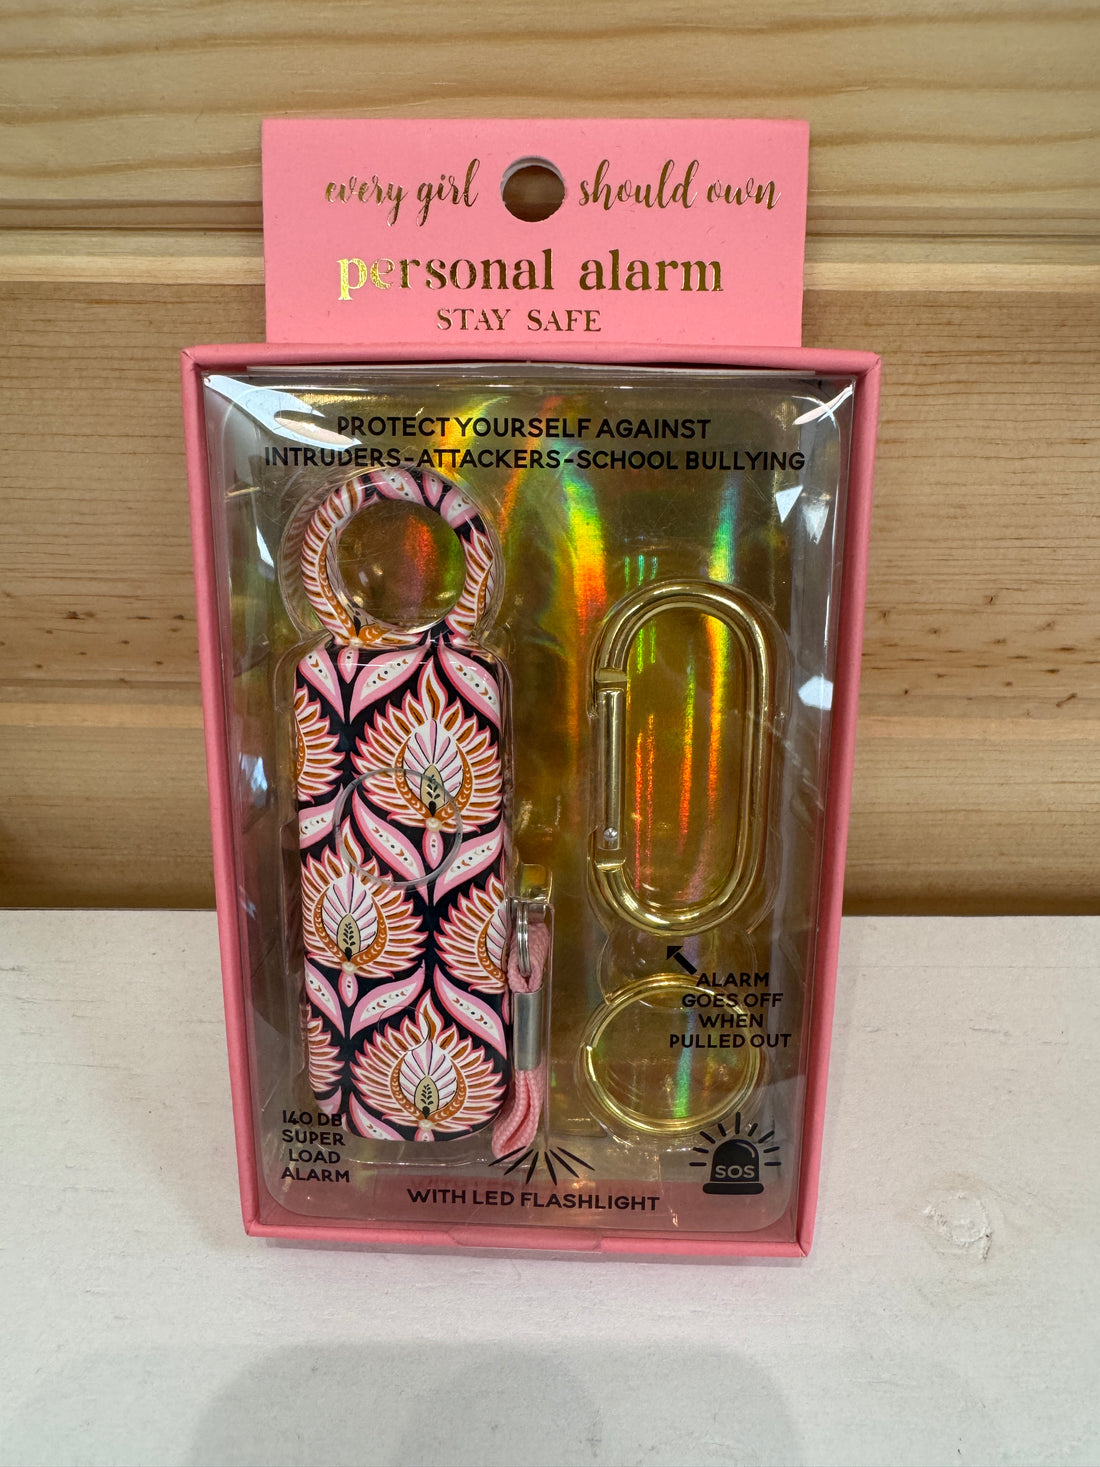 every girl should own
personal alarm
STAY SAFE
PROTECT YOURSELF AGAINST
INTRUDERS-ATTACKERS-SCHOOL BULLYING
ALARM
GOES OFF
WHEN
PULLED OUT
140 DB
SUPER
LOAD
ALARM
SOS
WITH LED FLASHLIGHT